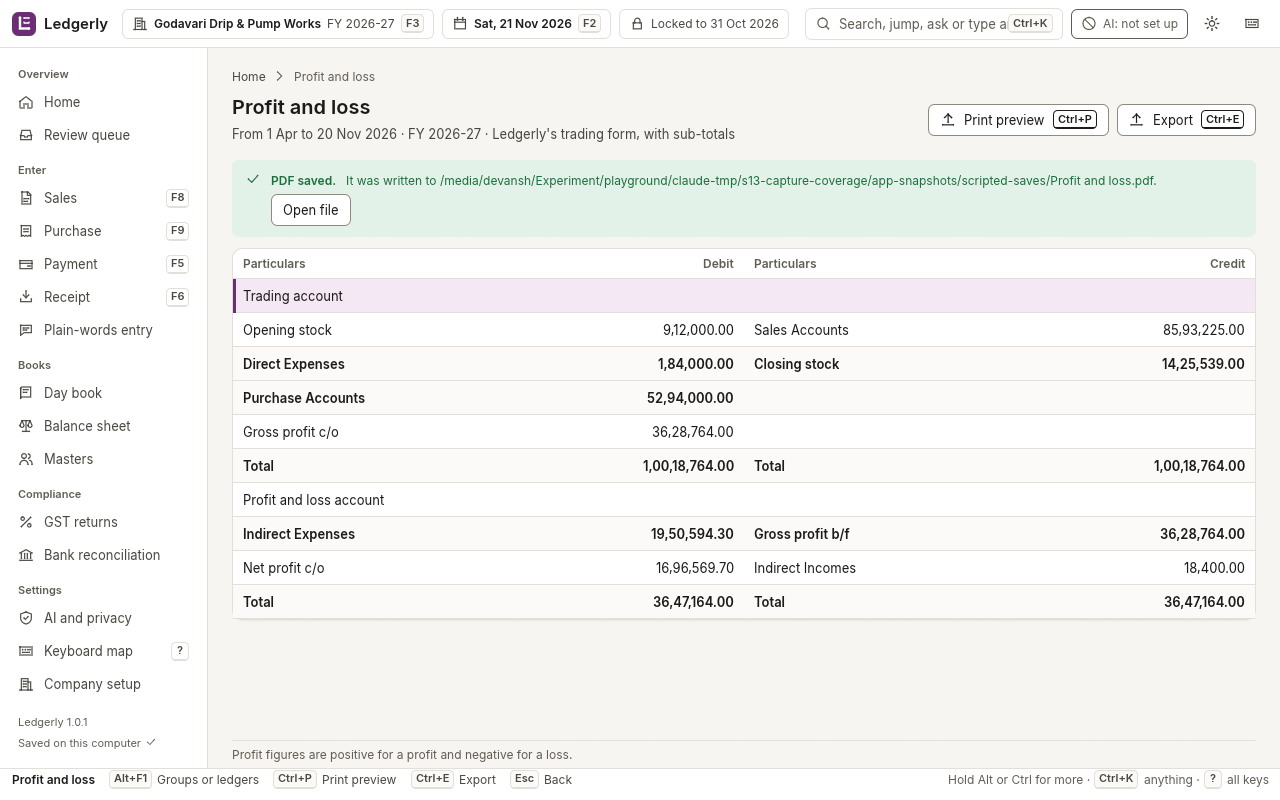 Ledgerly
Godavari Drip & Pump Works FY 2026-27 F3
Sat, 21 Nov 2026 F2
Locked to 31 Oct 2026
Search, jump, ask or type a Ctrl+K
AI: not set up
Overview
Home
Review queue
Enter
Sales F8
Purchase F9
Payment F5
Receipt F6
Plain-words entry
Books
Day book
Balance sheet
Masters
Compliance
GST returns
Bank reconciliation
Settings
AI and privacy
Keyboard map ?
Company setup
Ledgerly 1.0.1
Saved on this computer
Home Profit and loss
Profit and loss
From 1 Apr to 20 Nov 2026 · FY 2026-27 · Ledgerly's trading form, with sub-totals
Print preview Ctrl+P
Export Ctrl+E
PDF saved. It was written to /media/devansh/Experiment/playground/claude-tmp/s13-capture-coverage/app-snapshots/scripted-saves/Profit and loss.pdf.
Open file
Particulars Debit Particulars Credit
Trading account
Opening stock 9,12,000.00 Sales Accounts 85,93,225.00
Direct Expenses 1,84,000.00 Closing stock 14,25,539.00
Purchase Accounts 52,94,000.00
Gross profit c/o 36,28,764.00
Total 1,00,18,764.00 Total 1,00,18,764.00
Profit and loss account
Indirect Expenses 19,50,594.30 Gross profit b/f 36,28,764.00
Net profit c/o 16,96,569.70 Indirect Incomes 18,400.00
Total 36,47,164.00 Total 36,47,164.00
Profit figures are positive for a profit and negative for a loss.
Profit and loss Alt+F1 Groups or ledgers Ctrl+P Print preview Ctrl+E Export Esc Back
Hold Alt or Ctrl for more · Ctrl+K anything · ? all keys